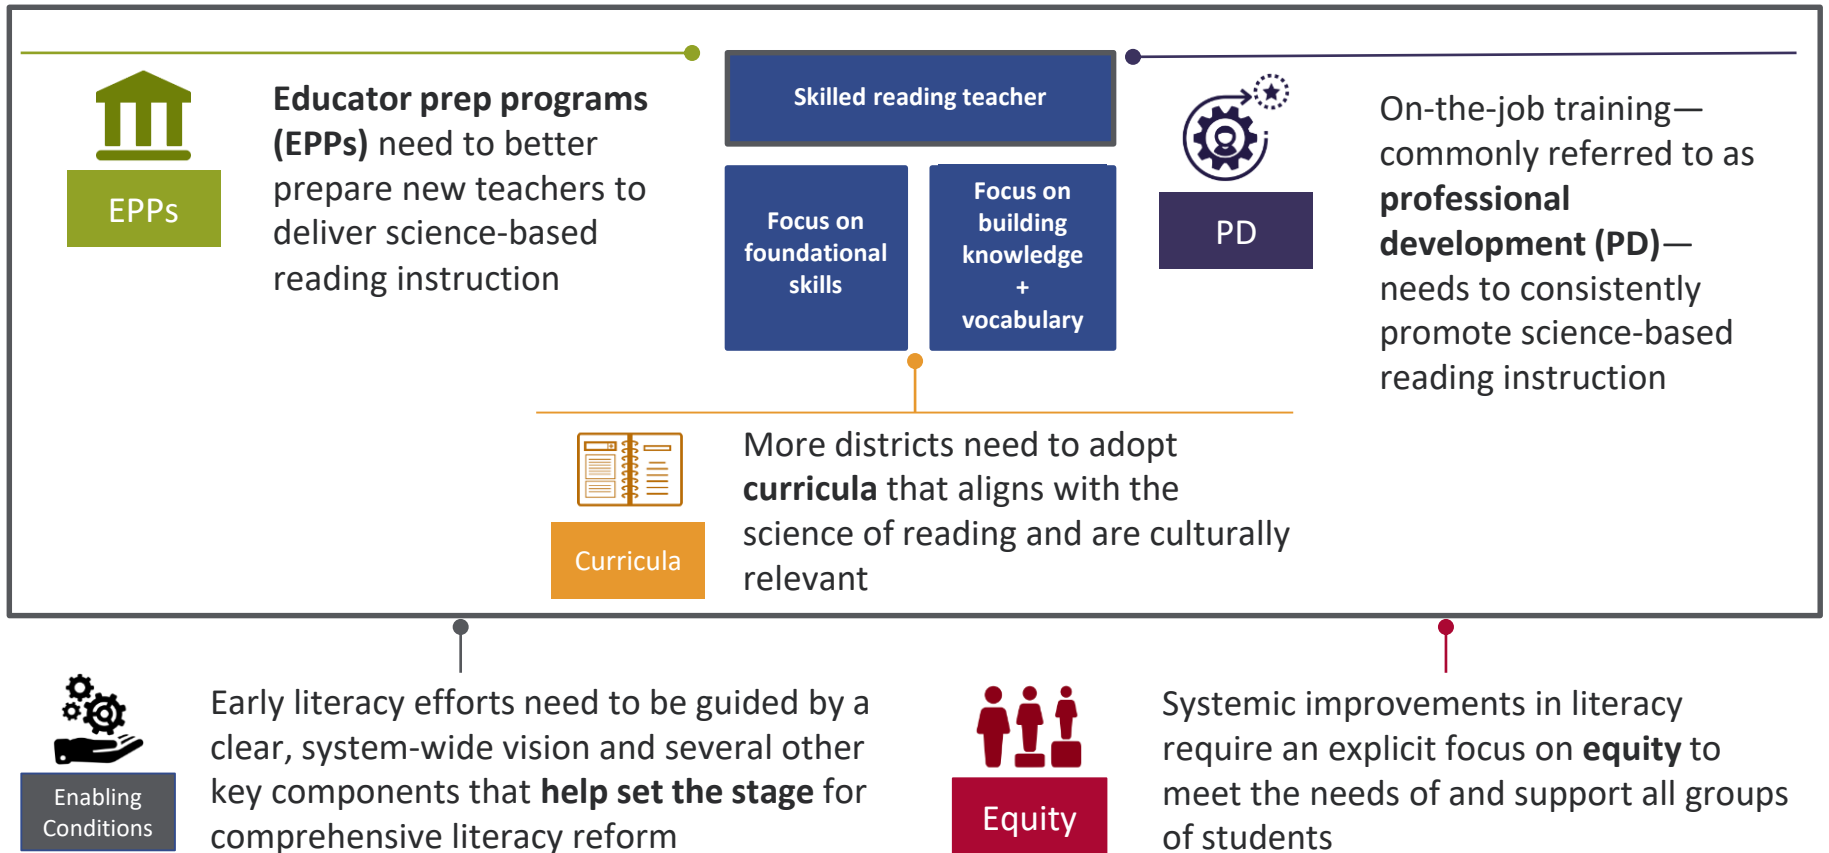 EPPs
Educator prep programs
(EPPs) need to better
prepare new teachers to
deliver science-based
reading instruction
Skilled reading teacher
Focus on
foundational
skills
Focus on
building
knowledge
+
vocabulary
PD
On-the-job training—
commonly referred to as
professional
development (PD)—
needs to consistently
promote science-based
reading instruction
Curricula
More districts need to adopt
curricula that aligns with the
science of reading and are culturally
relevant
Enabling
Conditions
Early literacy efforts need to be guided by a
clear, system-wide vision and several other
key components that help set the stage for
comprehensive literacy reform
Equity
Systemic improvements in literacy
require an explicit focus on equity to
meet the needs of and support all groups
of students